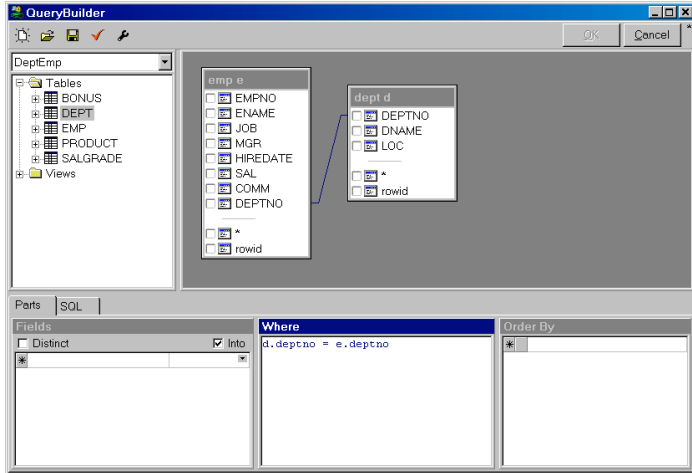 QueryBuilder
OK
Cancel
DeptEmp
Tables
BONUS
DEPT
EMP
PRODUCT
SALGRADE
Views
emp e
EMPNO
ENAME
JOB
MGR
HIREDATE
SAL
COMM
DEPTNO
*
rowid
dept d
DEPTNO
DNAME
LOC
*
rowid
Parts
SQL
Fields
Distinct
Into
Where
d.deptno = e.deptno
Order By